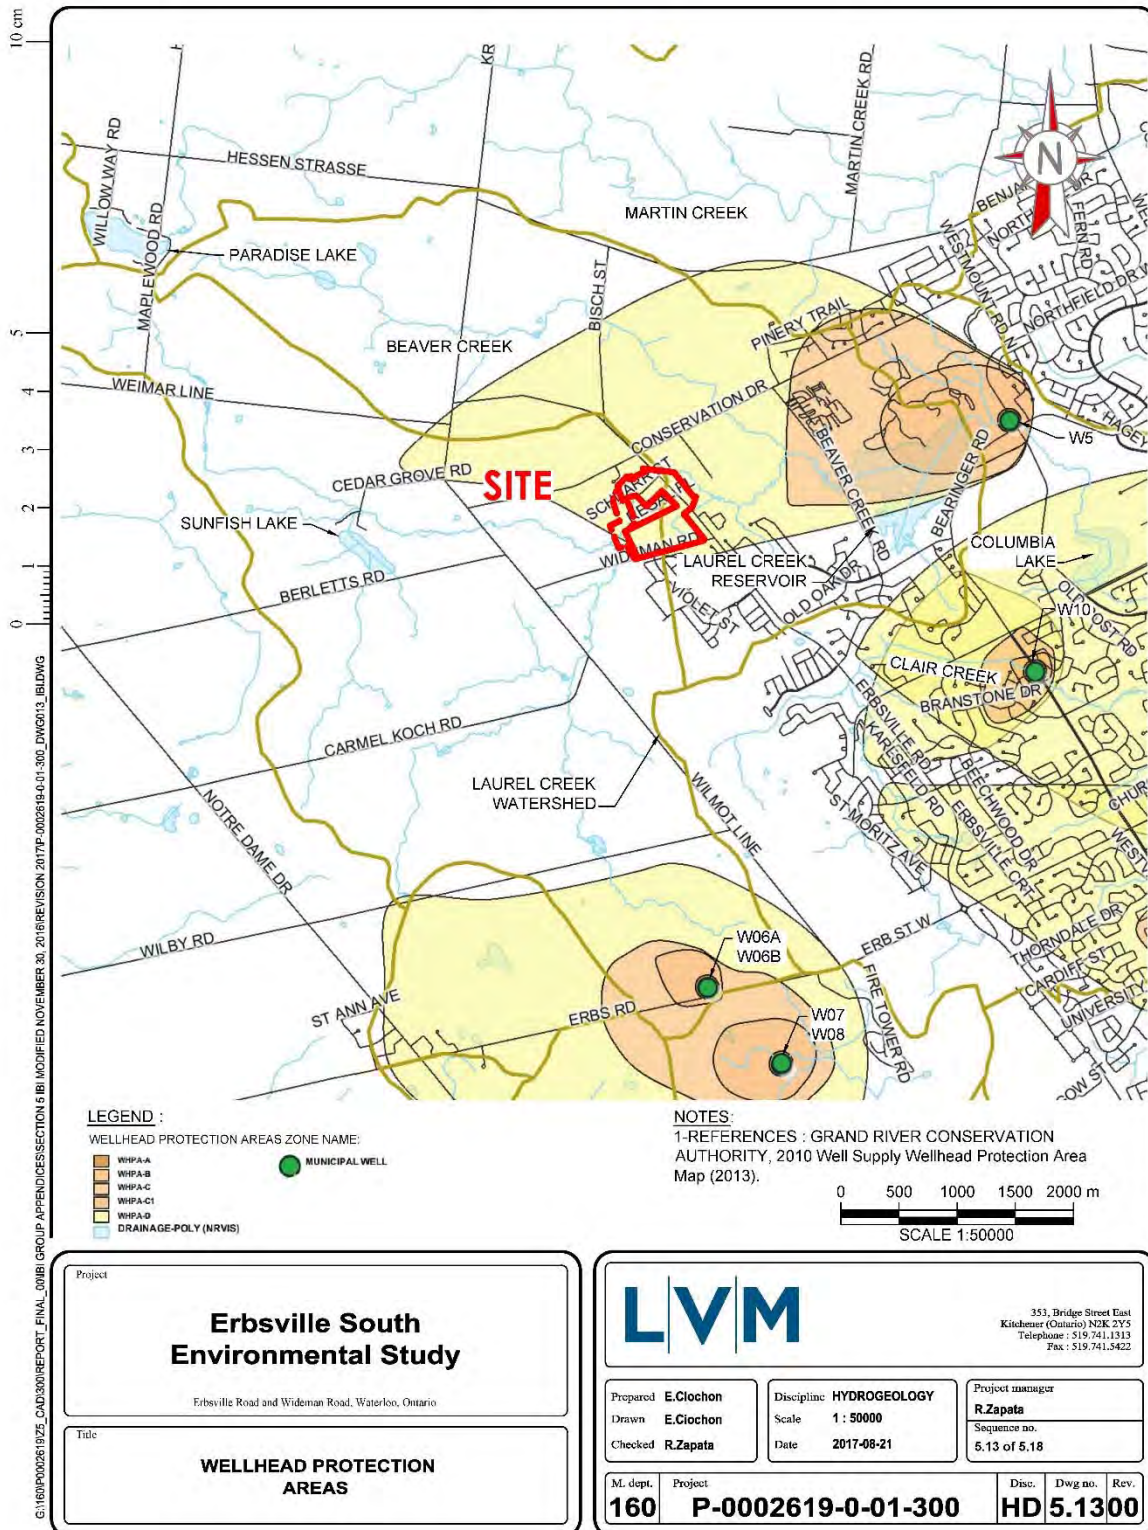 10 cm
5
4
3
2
1
0
KR
MARTIN CREEK RD
N
WILLOW WAY RD
HESSEN STRASSE
MAPLEWOOD RD
PARADISE LAKE
MARTIN CREEK
BISCH ST
FERN RD
WESTMOUNT RD N
NORTHFIELD DR W
PINERY TRAIL
BEAVER CREEK
WEIMAR LINE
CONSERVATION DR
HAGEY
W5
BEARINGER RD
BEAVER CREEK RD
CEDAR GROVE RD
SITE
SUNFISH LAKE
WIDEMAN RD
LAUREL CREEK
RESERVOIR
COLUMBIA
LAKE
BERLETTS RD
VIOLET ST
OLD OAK DR
OLD POST RD
W10
CLAIR CREEK
BRANSTONE DR
CARMEL KOCH RD
ERBSVILLE RD
KARLSFELD RD
LAUREL CREEK
WATERSHED
WILMOT LINE
BEECHWOOD DR
ERBSVILLE CRT
ST MORITZ AVE
NOTRE DAME DR
WILBY RD
ERB ST W
THORNDALE DR
CARDIFF ST
UNIVERSITY
W06A
W06B
ST ANN AVE
ERBS RD
W07
W08
FIRE TOWER RD
OW ST
LEGEND :
WELLHEAD PROTECTION AREAS ZONE NAME:
WHPA-A
WHPA-B
WHPA-C
WHPA-C1
WHPA-D
DRAINAGE-POLY (NRVIS)
MUNICIPAL WELL
NOTES:
1-REFERENCES : GRAND RIVER CONSERVATION
AUTHORITY, 2010 Well Supply Wellhead Protection Area
Map (2013).
0 500 1000 1500 2000 m
SCALE 1:50000
Project
Erbsville South
Environmental Study
Erbsville Road and Wideman Road, Waterloo, Ontario
Title
WELLHEAD PROTECTION
AREAS
LVM
353, Bridge Street East
Kitchener (Ontario) N2K 2Y5
Telephone : 519.741.1313
Fax : 519.741.5422
Prepared E.Clochon
Drawn E.Clochon
Checked R.Zapata
Discipline HYDROGEOLOGY
Scale 1 : 50000
Date 2017-08-21
Project manager
R.Zapata
Sequence no.
5.13 of 5.18
M. dept.
160
Project
P-0002619-0-01-300
Disc.
HD
Dwg no.
5.13
Rev.
00